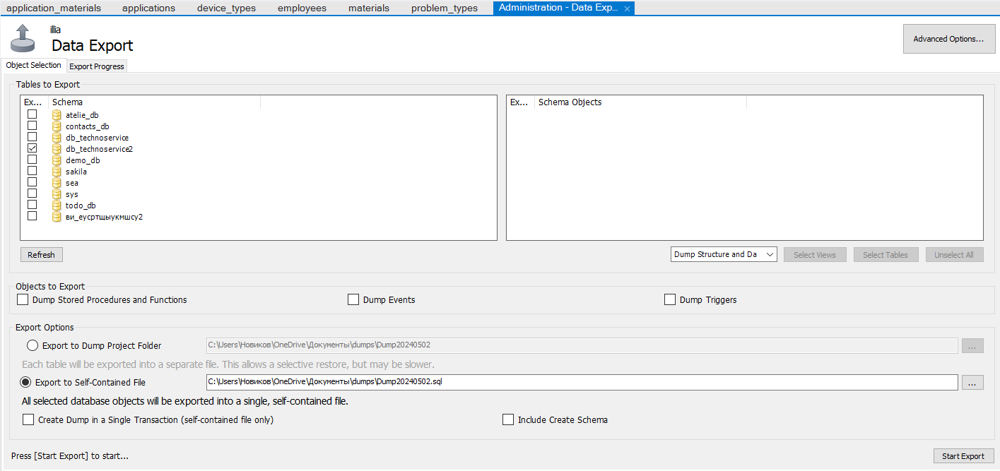 application_materials applications device_types employees materials problem_types Administration - Data Exp... ×
illia
Data Export
Advanced Options...
Object Selection Export Progress
Tables to Export
Ex... Schema
atelie_db
contacts_db
db_technoservice
db_technoservice2
demo_db
sakila
sea
sys
todo_db
ви_еусртщыукмшсу2
Ex... Schema Objects
Refresh Dump Structure and Da Select Views Select Tables Unselect All
Objects to Export
Dump Stored Procedures and Functions Dump Events Dump Triggers
Export Options
Export to Dump Project Folder C:\Users\Новиков\OneDrive\Документы\dumps\Dump20240502 ...
Each table will be exported into a separate file. This allows a selective restore, but may be slower.
Export to Self-Contained File C:\Users\Новиков\OneDrive\Документы\dumps\Dump20240502.sql ...
All selected database objects will be exported into a single, self-contained file.
Create Dump in a Single Transaction (self-contained file only) Include Create Schema
Press [Start Export] to start... Start Export